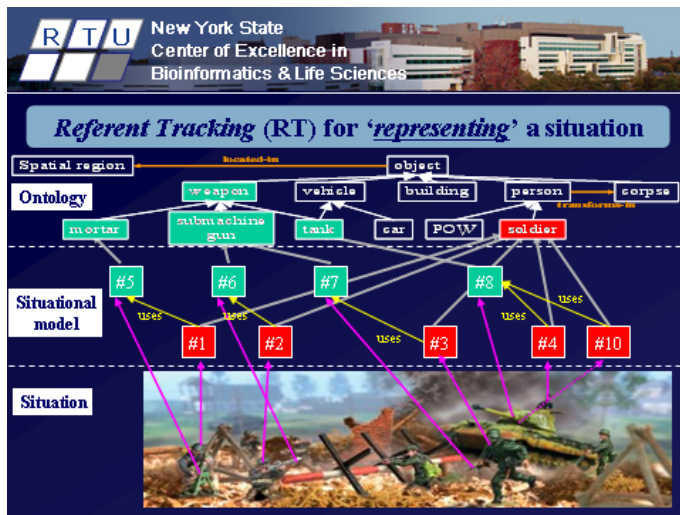 R T U
New York State
Center of Excellence in
Bioinformatics & Life Sciences
Referent Tracking (RT) for ‘representing’ a situation
Spatial region
located-in
object
Ontology
weapon
vehicle
building
person
corpse
transforms-in
mortar
submachine
gun
tank
car
POW
soldier
Situational
model
#5
#6
#7
#8
uses
uses
uses
uses
#1
#2
#3
#4
#10
Situation